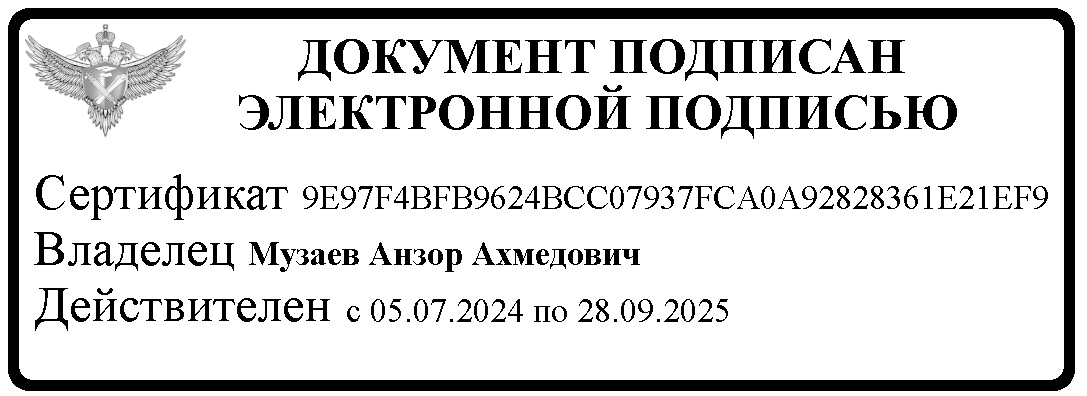 ДОКУМЕНТ ПОДПИСАН
ЭЛЕКТРОННОЙ ПОДПИСЬЮ
Сертификат 9E97F4BFB9624BCC07937FCA0A92828361E21EF9
Владелец Музаев Анзор Ахмедович
Действителен с 05.07.2024 по 28.09.2025